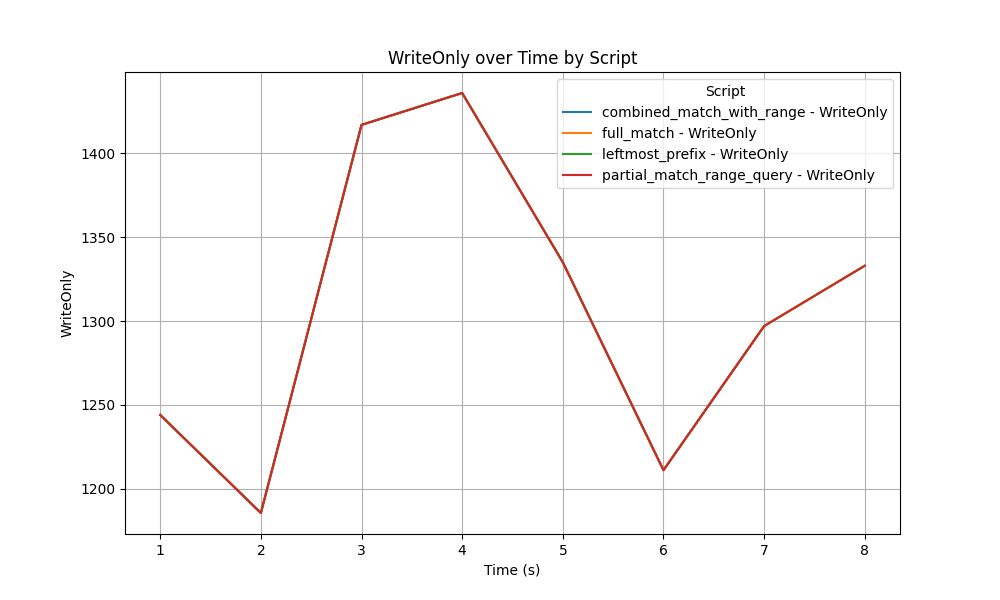 WriteOnly over Time by Script
Script
combined_match_with_range - WriteOnly
full_match - WriteOnly
leftmost_prefix - WriteOnly
partial_match_range_query - WriteOnly
WriteOnly
1400
1350
1300
1250
1200
1 2 3 4 5 6 7 8
Time (s)